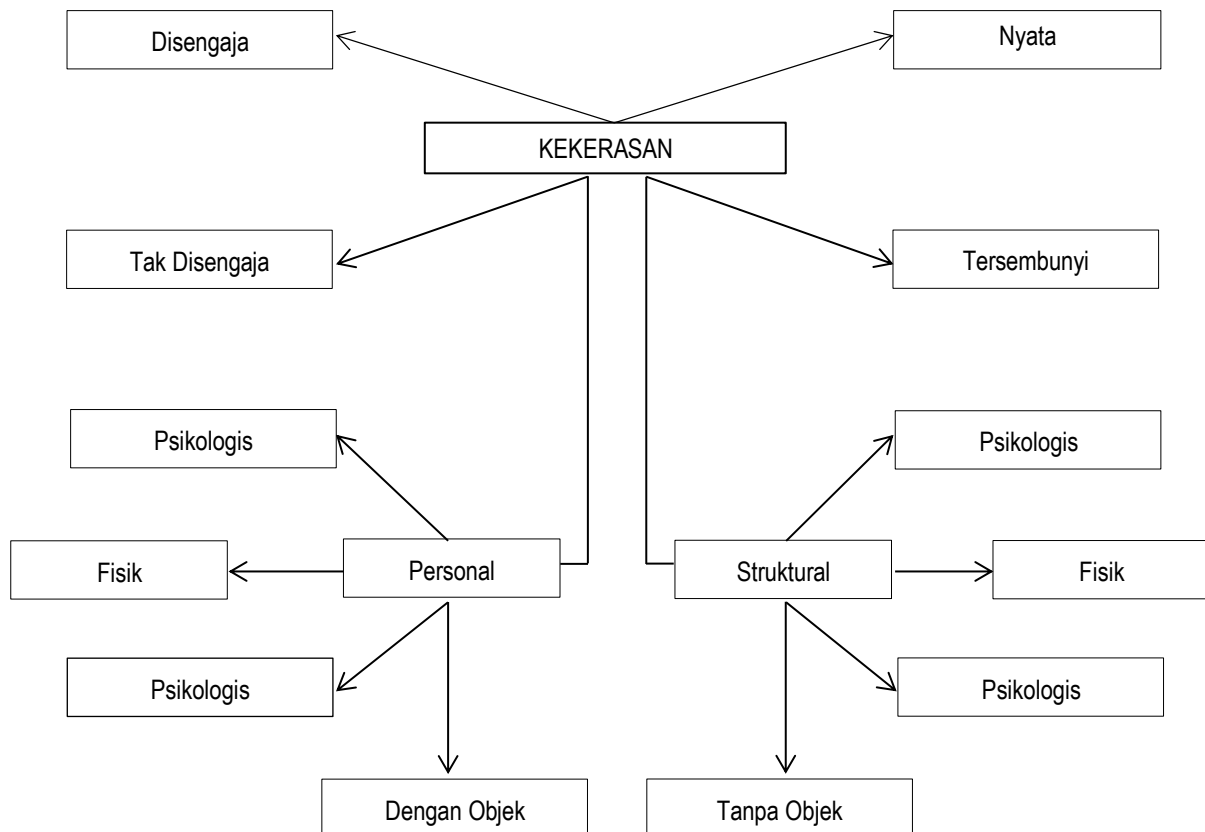 Disengaja
Nyata
KEKERASAN
Tak Disengaja
Tersembunyi
Psikologis
Psikologis
Fisik
Personal
Struktural
Fisik
Psikologis
Psikologis
Dengan Objek
Tanpa Objek